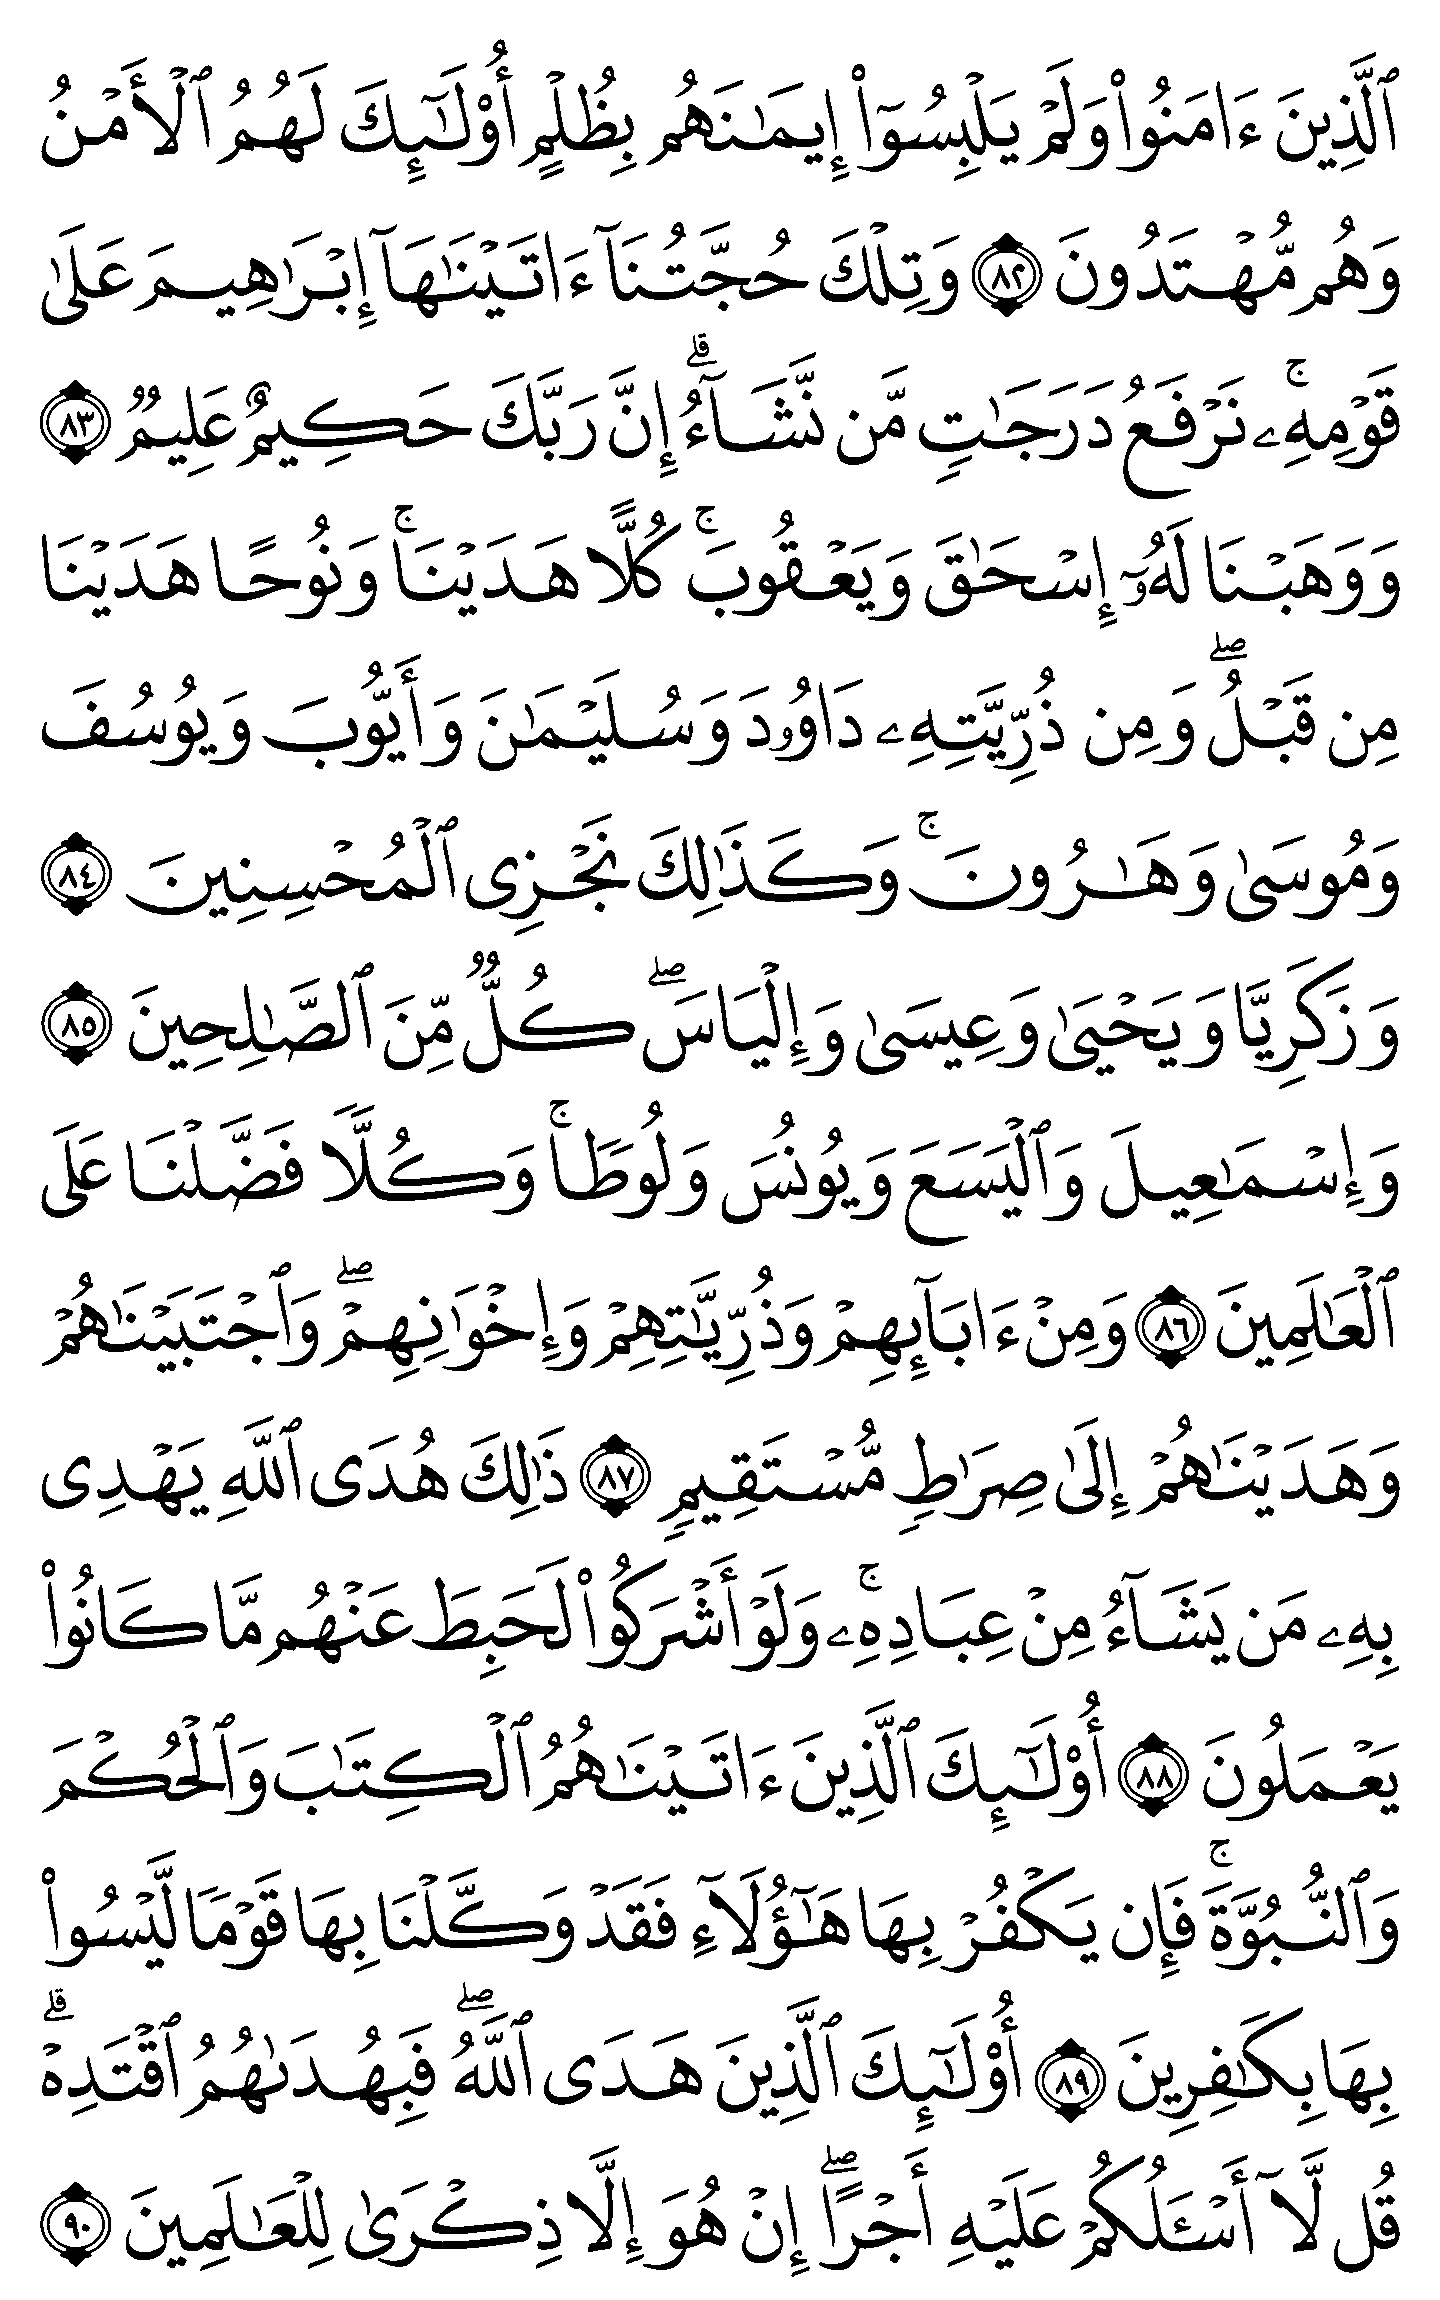 ٱلَّذِينَ ءَامَنُواْ وَلَمۡ يَلۡبِسُوٓاْ إِيمَٰنَهُم بِظُلۡمٍ أُوْلَٰٓئِكَ لَهُمُ ٱلۡأَمۡنُ
وَهُم مُّهۡتَدُونَ ٨٢ وَتِلۡكَ حُجَّتُنَآ ءَاتَيۡنَٰهَآ إِبۡرَٰهِيمَ عَلَىٰ
قَوۡمِهِۦۚ نَرۡفَعُ دَرَجَٰتٖ مَّن نَّشَآءُۗ إِنَّ رَبَّكَ حَكِيمٌ عَلِيمٞ ٨٣
وَوَهَبۡنَا لَهُۥٓ إِسۡحَٰقَ وَيَعۡقُوبَۚ كُلًّا هَدَيۡنَاۚ وَنُوحًا هَدَيۡنَا
مِن قَبۡلُۖ وَمِن ذُرِّيَّتِهِۦ دَاوُۥدَ وَسُلَيۡمَٰنَ وَأَيُّوبَ وَيُوسُفَ
وَمُوسَىٰ وَهَٰرُونَۚ وَكَذَٰلِكَ نَجۡزِي ٱلۡمُحۡسِنِينَ ٨٤
وَزَكَرِيَّا وَيَحۡيَىٰ وَعِيسَىٰ وَإِلۡيَاسَۖ كُلّٞ مِّنَ ٱلصَّٰلِحِينَ ٨٥
وَإِسۡمَٰعِيلَ وَٱلۡيَسَعَ وَيُونُسَ وَلُوطٗاۚ وَكُلّٗا فَضَّلۡنَا عَلَى
ٱلۡعَٰلَمِينَ ٨٦ وَمِنۡ ءَابَآئِهِمۡ وَذُرِّيَّٰتِهِمۡ وَإِخۡوَٰنِهِمۡۖ وَٱجۡتَبَيۡنَٰهُمۡ
وَهَدَيۡنَٰهُمۡ إِلَىٰ صِرَٰطٖ مُّسۡتَقِيمٖ ٨٧ ذَٰلِكَ هُدَى ٱللَّهِ يَهۡدِي
بِهِۦ مَن يَشَآءُ مِنۡ عِبَادِهِۦۚ وَلَوۡ أَشۡرَكُواْ لَحَبِطَ عَنۡهُم مَّا كَانُواْ
يَعۡمَلُونَ ٨٨ أُوْلَٰٓئِكَ ٱلَّذِينَ ءَاتَيۡنَٰهُمُ ٱلۡكِتَٰبَ وَٱلۡحُكۡمَ
وَٱلنُّبُوَّةَۚ فَإِن يَكۡفُرۡ بِهَا هَٰٓؤُلَآءِ فَقَدۡ وَكَّلۡنَا بِهَا قَوۡمٗا لَّيۡسُواْ
بِهَا بِكَٰفِرِينَ ٨٩ أُوْلَٰٓئِكَ ٱلَّذِينَ هَدَى ٱللَّهُۖ فَبِهُدَىٰهُمُ ٱقۡتَدِهۡۗ
قُل لَّآ أَسۡـَٔلُكُمۡ عَلَيۡهِ أَجۡرًاۖ إِنۡ هُوَ إِلَّا ذِكۡرَىٰ لِلۡعَٰلَمِينَ ٩٠